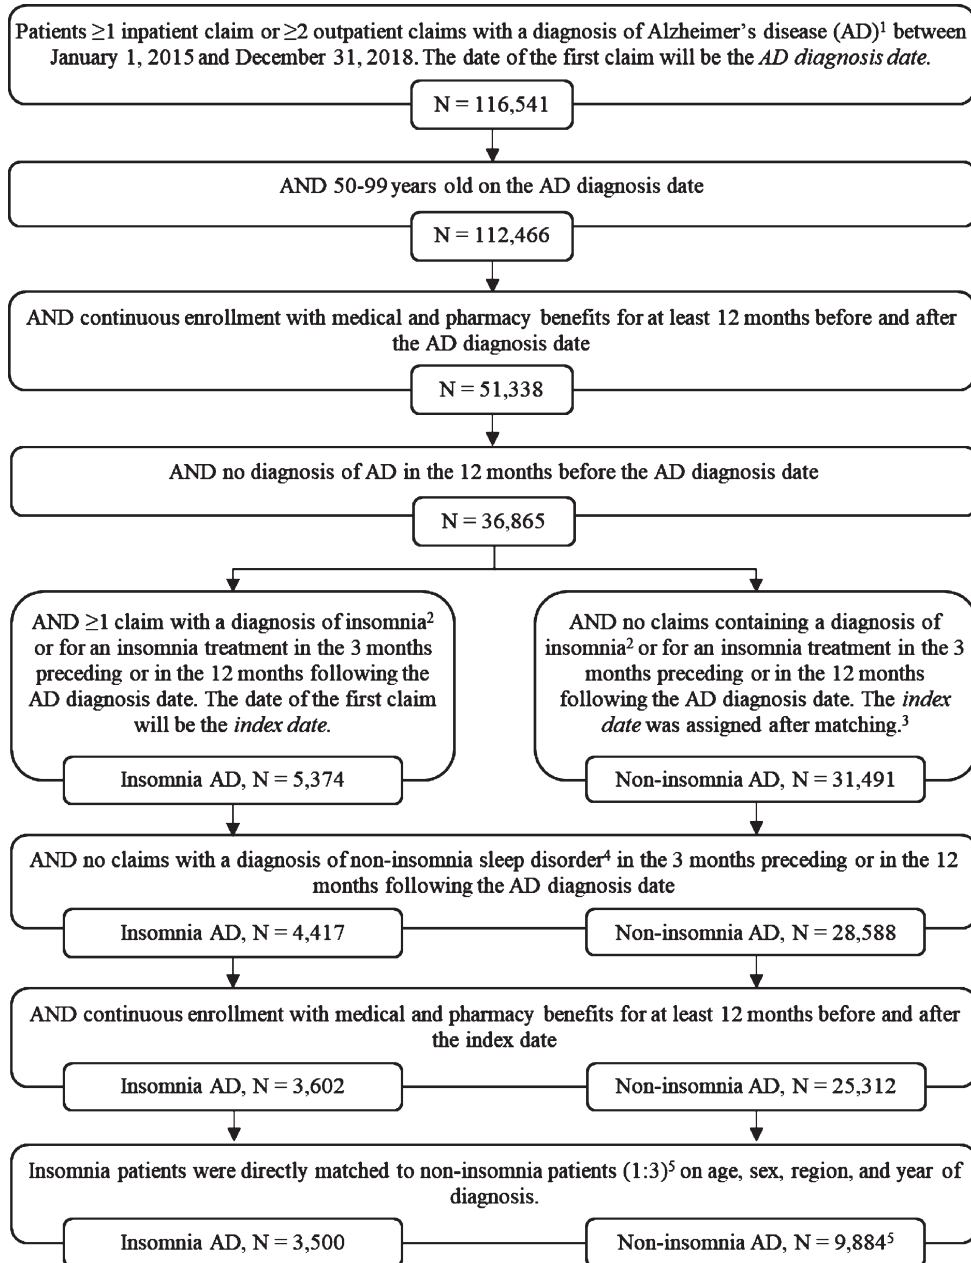 Patients ≥1 inpatient claim or ≥2 outpatient claims with a diagnosis of Alzheimer’s disease (AD)¹ between
January 1, 2015 and December 31, 2018. The date of the first claim will be the AD diagnosis date.
N = 116,541
AND 50-99 years old on the AD diagnosis date
N = 112,466
AND continuous enrollment with medical and pharmacy benefits for at least 12 months before and after
the AD diagnosis date
N = 51,338
AND no diagnosis of AD in the 12 months before the AD diagnosis date
N = 36,865
AND ≥1 claim with a diagnosis of insomnia²
or for an insomnia treatment in the 3 months
preceding or in the 12 months following the
AD diagnosis date. The date of the first claim
will be the index date.
Insomnia AD, N = 5,374
AND no claims containing a diagnosis of
insomnia² or for an insomnia treatment in the 3
months preceding or in the 12 months
following the AD diagnosis date. The index
date was assigned after matching.³
Non-insomnia AD, N = 31,491
AND no claims with a diagnosis of non-insomnia sleep disorder⁴ in the 3 months preceding or in the 12
months following the AD diagnosis date
Insomnia AD, N = 4,417
Non-insomnia AD, N = 28,588
AND continuous enrollment with medical and pharmacy benefits for at least 12 months before and after
the index date
Insomnia AD, N = 3,602
Non-insomnia AD, N = 25,312
Insomnia patients were directly matched to non-insomnia patients (1:3)⁵ on age, sex, region, and year of
diagnosis.
Insomnia AD, N = 3,500
Non-insomnia AD, N = 9,884⁵